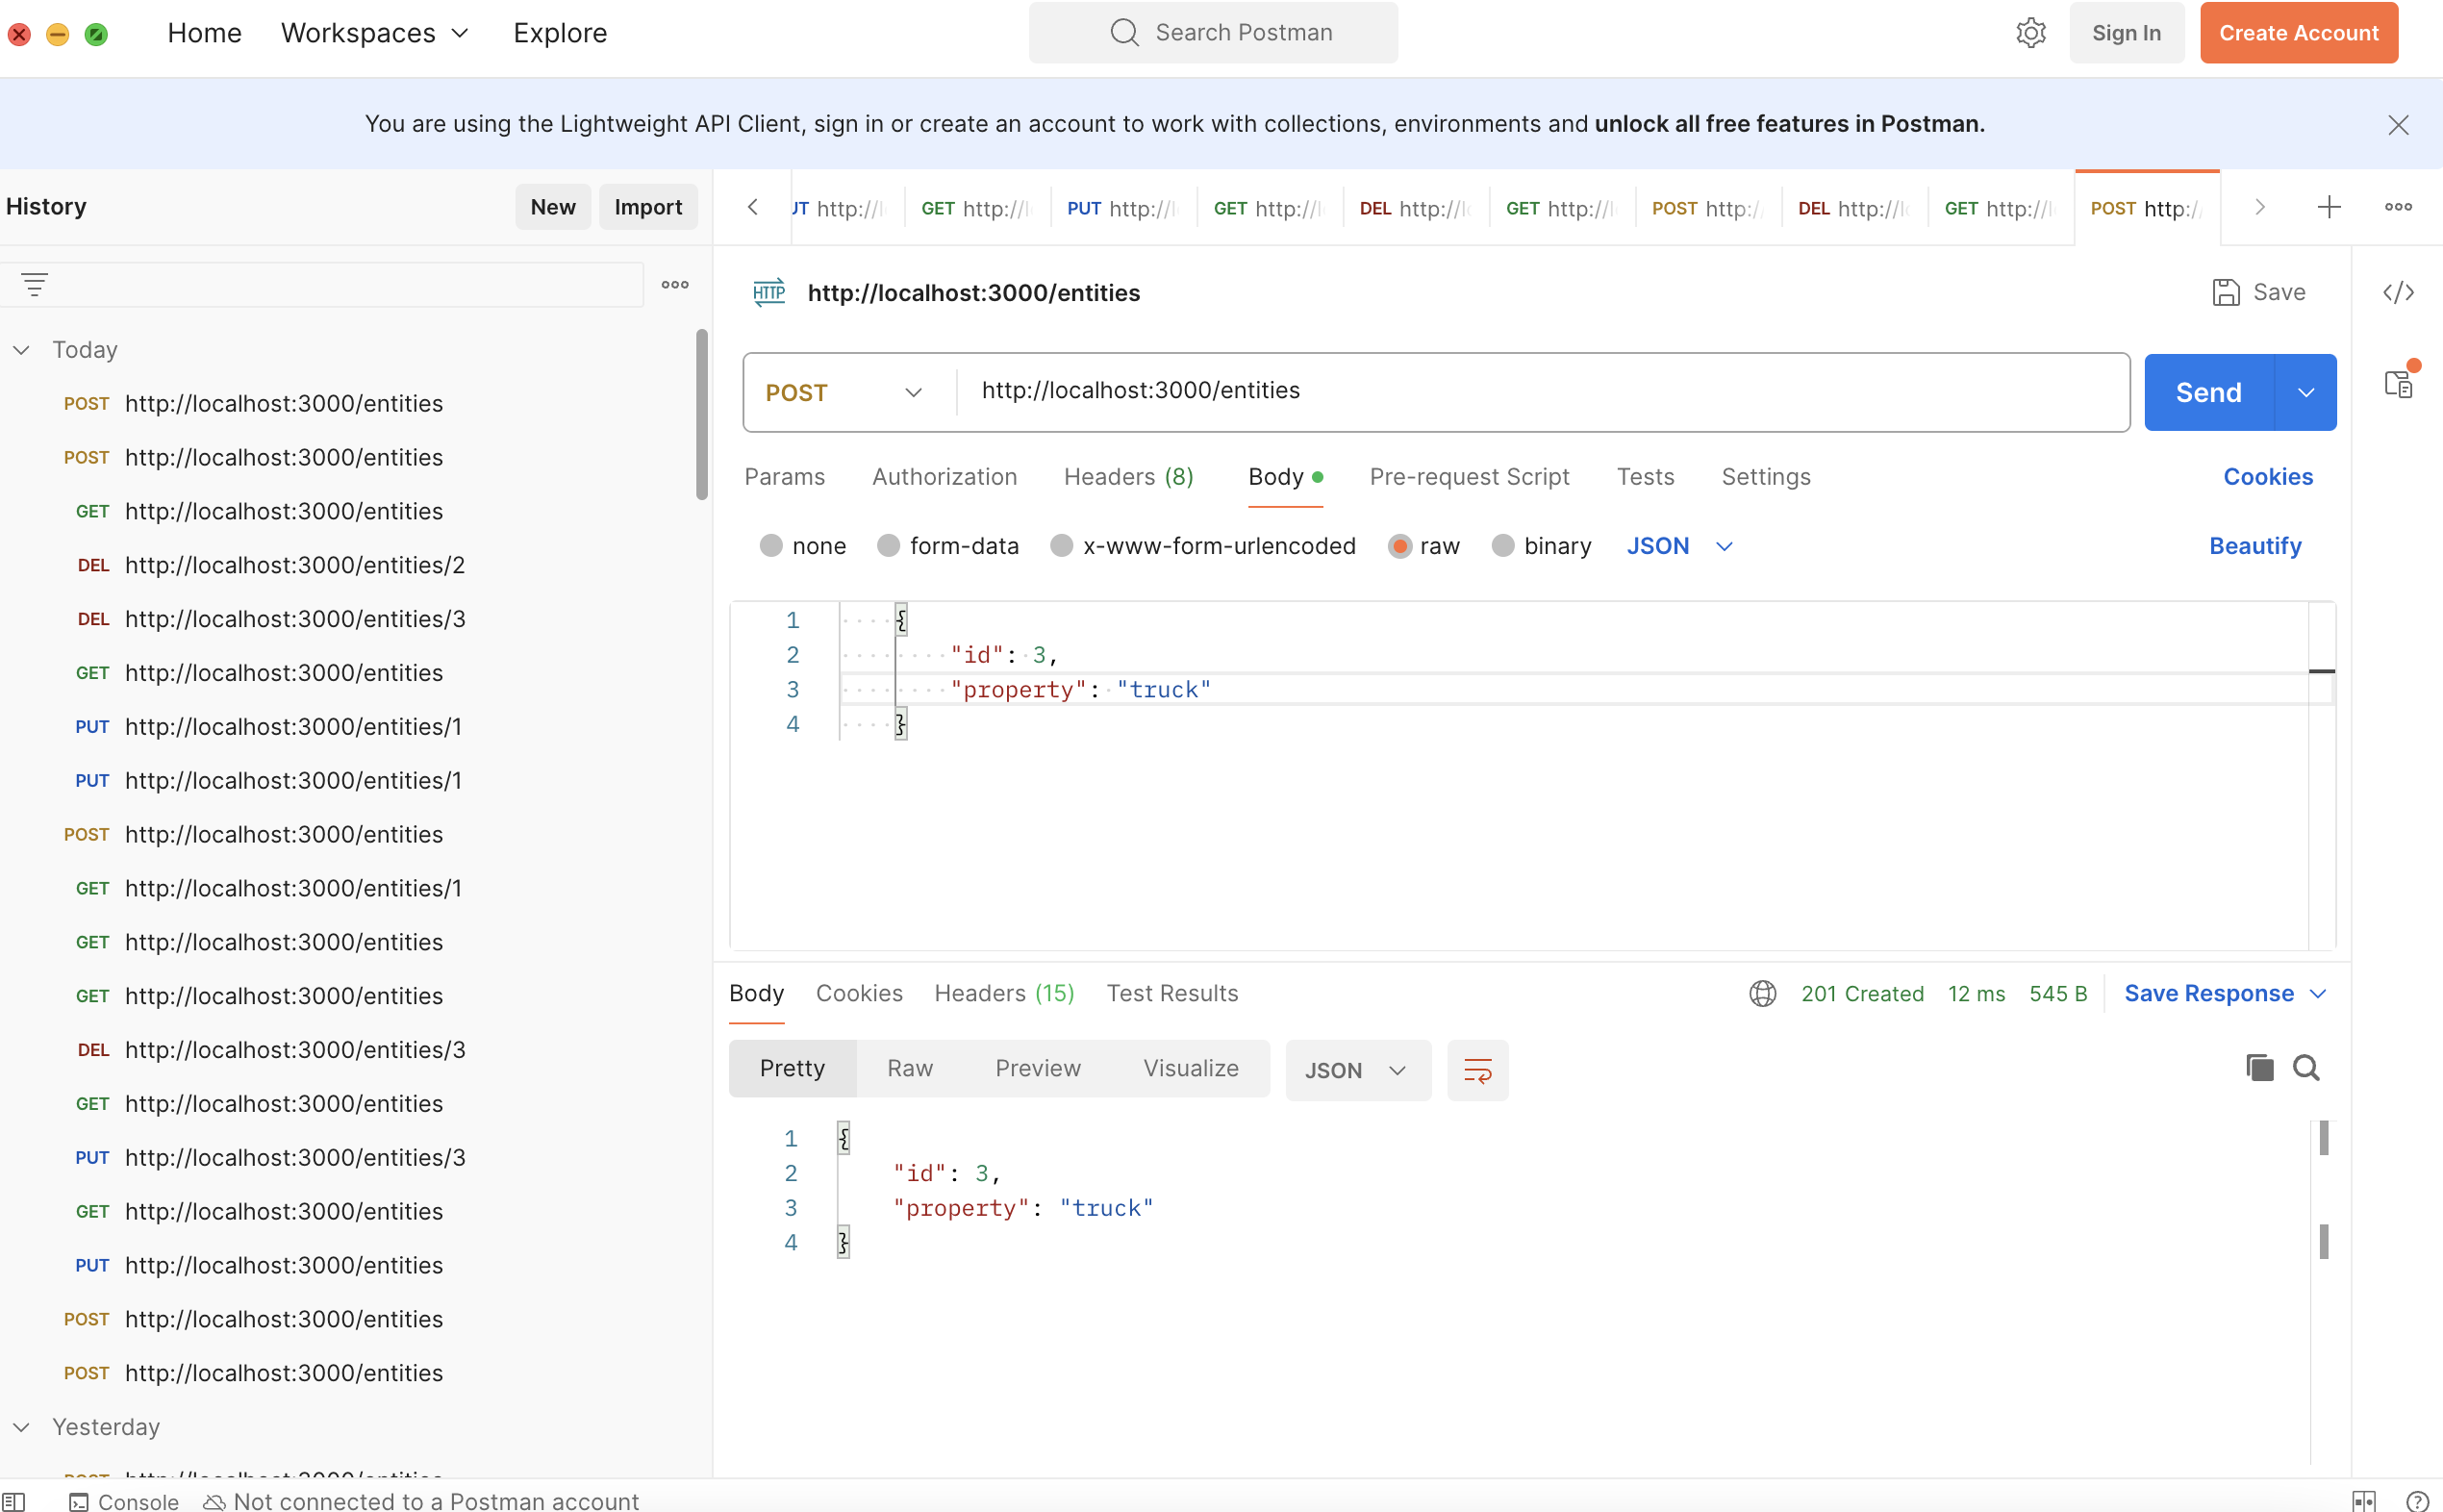 Home Workspaces Explore Search Postman Sign In Create Account
You are using the Lightweight API Client, sign in or create an account to work with collections, environments and unlock all free features in Postman.
History New Import
http:// GET http:// PUT http:// GET http:// DEL http:// GET http:// POST http:/ DEL http:// GET http:// POST http:/
HTTP http://localhost:3000/entities Save </>
Today
POST http://localhost:3000/entities
POST http://localhost:3000/entities
GET http://localhost:3000/entities
DEL http://localhost:3000/entities/2
DEL http://localhost:3000/entities/3
GET http://localhost:3000/entities
PUT http://localhost:3000/entities/1
PUT http://localhost:3000/entities/1
POST http://localhost:3000/entities
GET http://localhost:3000/entities/1
GET http://localhost:3000/entities
GET http://localhost:3000/entities
DEL http://localhost:3000/entities/3
GET http://localhost:3000/entities
PUT http://localhost:3000/entities/3
GET http://localhost:3000/entities
PUT http://localhost:3000/entities
POST http://localhost:3000/entities
POST http://localhost:3000/entities
Yesterday
POST http://localhost:3000/entities
POST http://localhost:3000/entities Send
Params Authorization Headers (8) Body Pre-request Script Tests Settings Cookies
none form-data x-www-form-urlencoded raw binary JSON Beautify
1 {
2 "id": 3,
3 "property": "truck"
4 }
Body Cookies Headers (15) Test Results 201 Created 12 ms 545 B Save Response
Pretty Raw Preview Visualize JSON
1 {
2 "id": 3,
3 "property": "truck"
4 }
Console Not connected to a Postman account